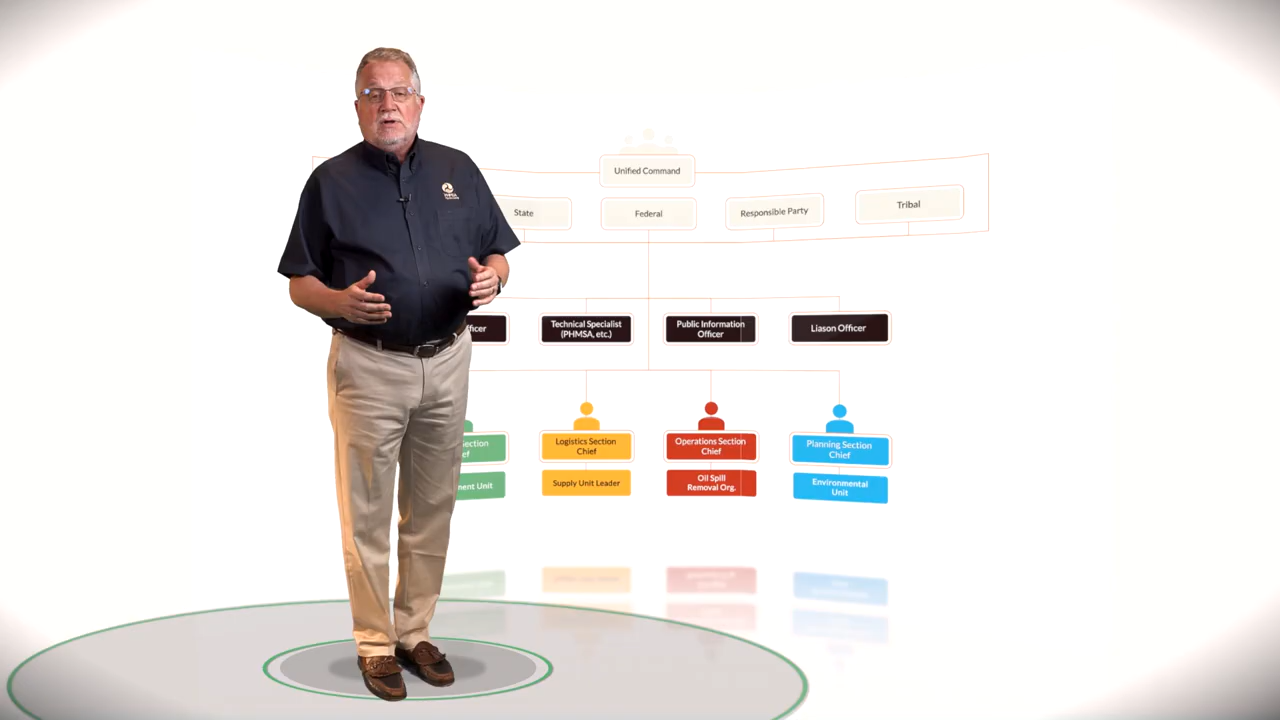 Unified Command
State
Federal
Responsible Party
Tribal
Technical Specialist
(PHMSA, etc.)
Public Information
Officer
Liason Officer
Logistics Section
Chief
Operations Section
Chief
Planning Section
Chief
Unit
Supply Unit Leader
Oil Spill
Removal Org.
Environmental
Unit